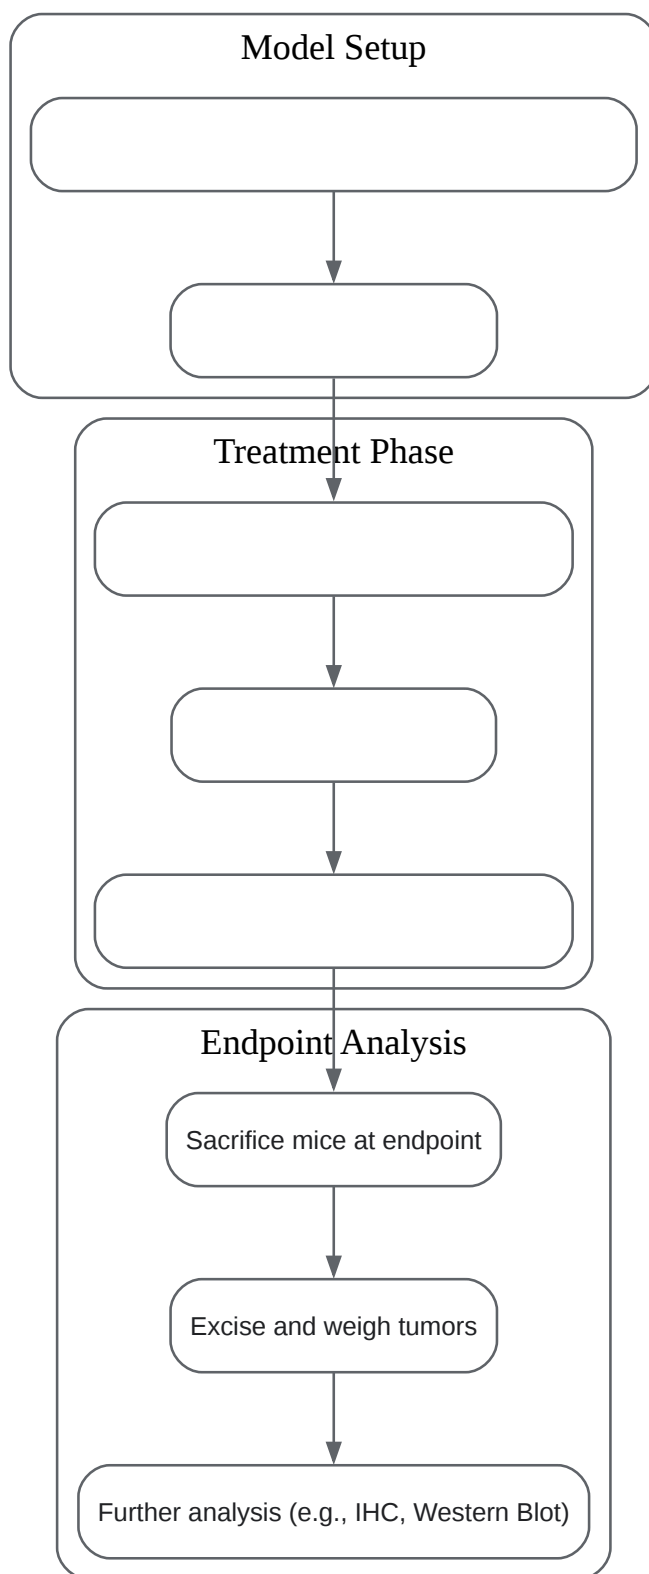 Model Setup
Treatment Phase
Endpoint Analysis
Sacrifice mice at endpoint
Excise and weigh tumors
Further analysis (e.g., IHC, Western Blot)